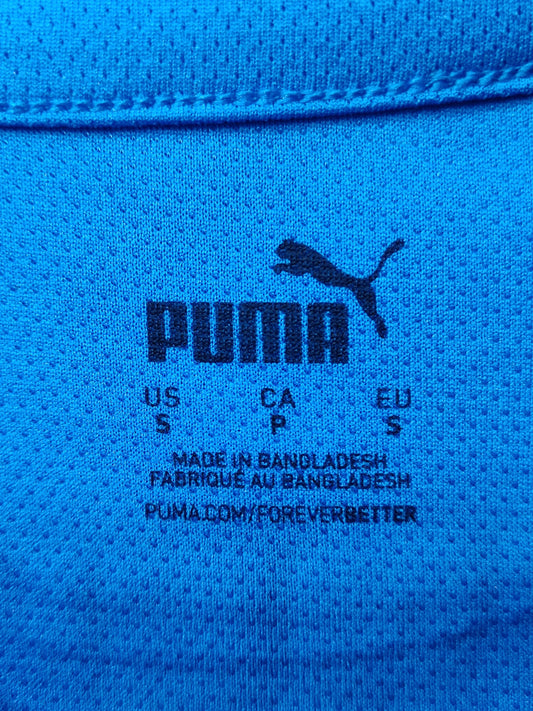 PUMA
US CA EU
S P S
MADE IN BANGLADESH
FABRIQUÉ AU BANGLADESH
PUMA.COM/FOREVERBETTER